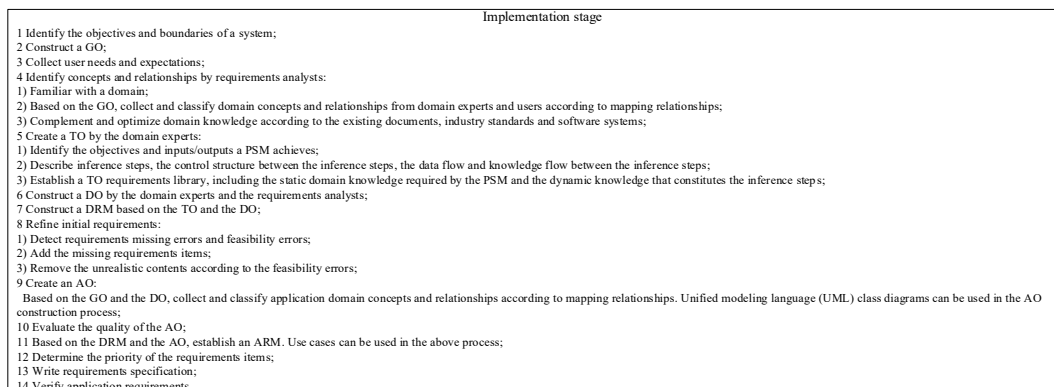 Implementation stage
1 Identify the objectives and boundaries of a system;
2 Construct a GO;
3 Collect user needs and expectations;
4 Identify concepts and relationships by requirements analysts:
1) Familiar with a domain;
2) Based on the GO, collect and classify domain concepts and relationships from domain experts and users according to mapping relationships;
3) Complement and optimize domain knowledge according to the existing documents, industry standards and software systems;
5 Create a TO by the domain experts:
1) Identify the objectives and inputs/outputs a PSM achieves;
2) Describe inference steps, the control structure between the inference steps, the data flow and knowledge flow between the inference steps;
3) Establish a TO requirements library, including the static domain knowledge required by the PSM and the dynamic knowledge that constitutes the inference steps;
6 Construct a DO by the domain experts and the requirements analysts;
7 Construct a DRM based on the TO and the DO;
8 Refine initial requirements:
1) Detect requirements missing errors and feasibility errors;
2) Add the missing requirements items;
3) Remove the unrealistic contents according to the feasibility errors;
9 Create an AO:
Based on the GO and the DO, collect and classify application domain concepts and relationships according to mapping relationships. Unified modeling language (UML) class diagrams can be used in the AO
construction process;
10 Evaluate the quality of the AO;
11 Based on the DRM and the AO, establish an ARM. Use cases can be used in the above process;
12 Determine the priority of the requirements items;
13 Write requirements specification;
14 Verify application requirements